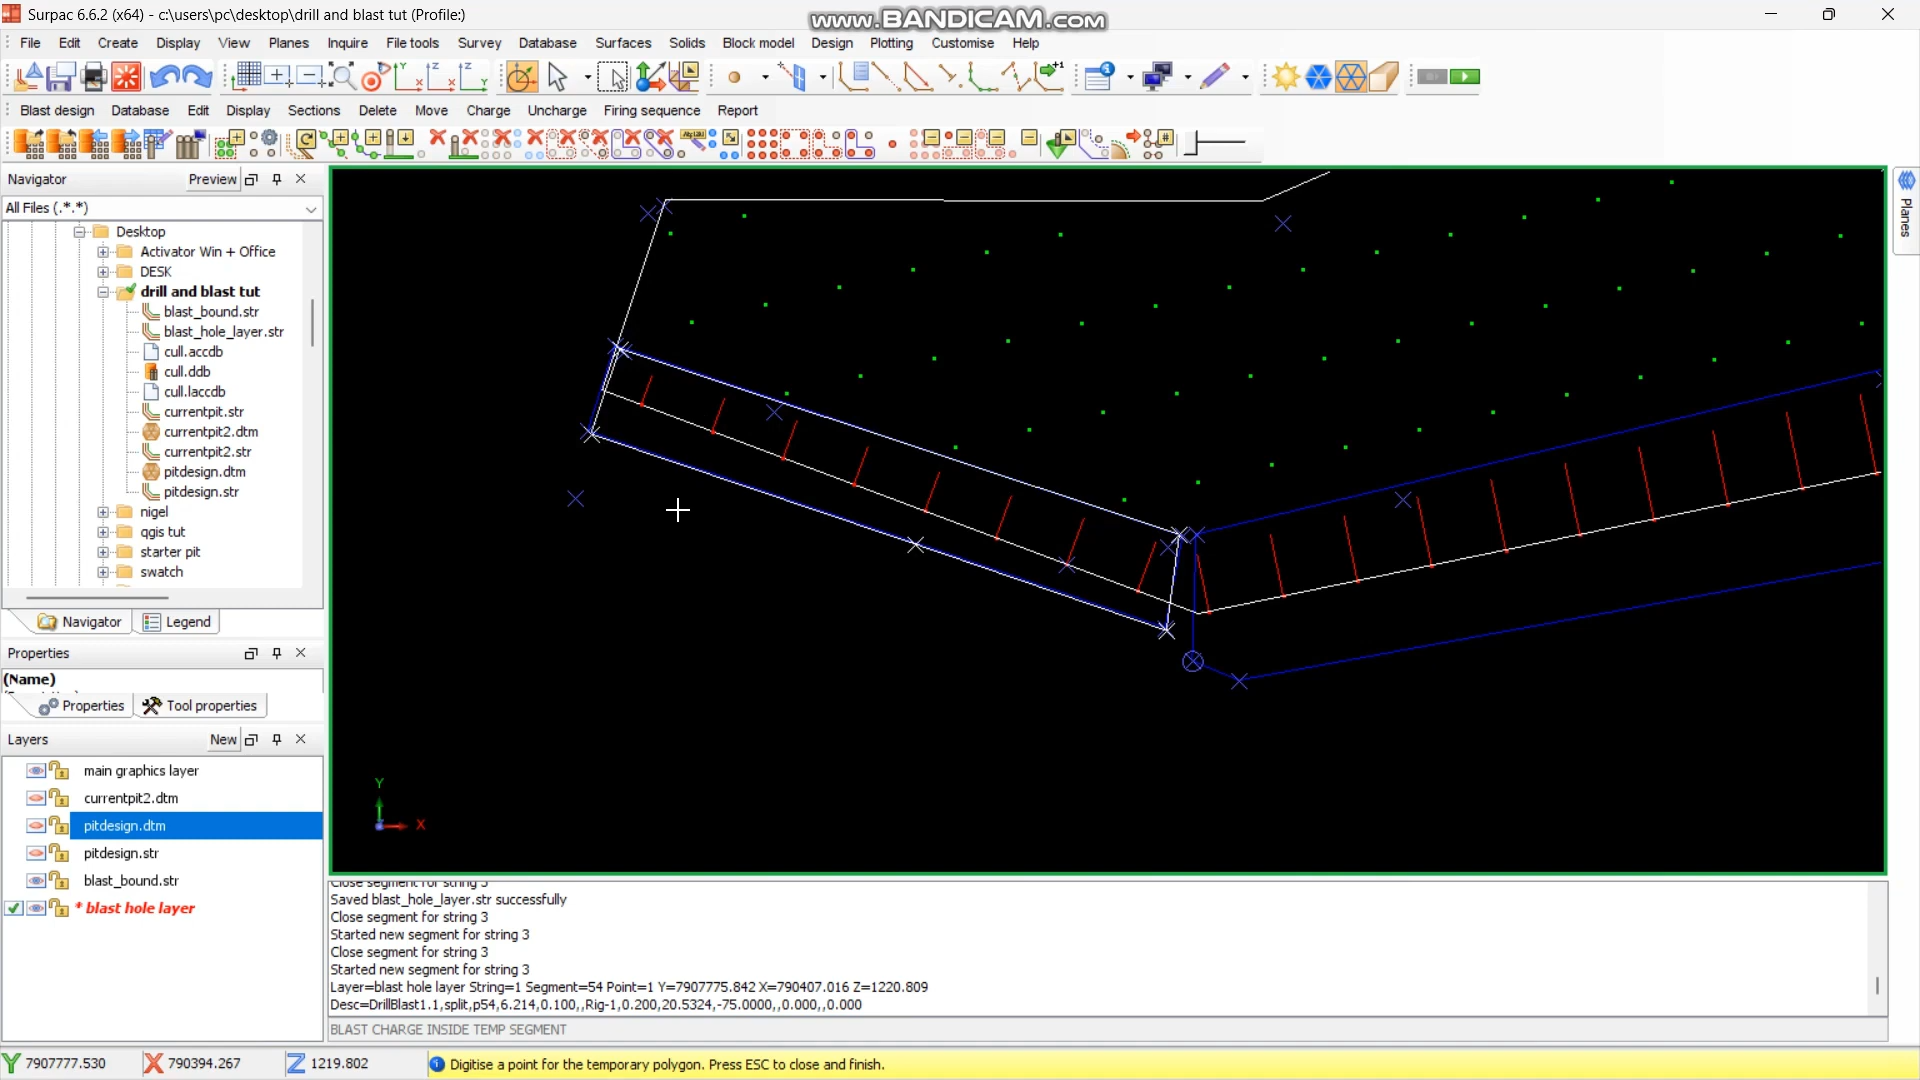 Surpac 6.6.2 (x64) - c:\users\pc\desktop\drill and blast tut (Profile:)
www.BANDICAM.com
File Edit Create Display View Planes Inquire File tools Survey Database Surfaces Solids Block model Design Plotting Customise Help
Blast design Database Edit Display Sections Delete Move Charge Uncharge Firing sequence Report
Navigator Preview
All Files (*.*)
Desktop
Activator Win + Office
DESK
drill and blast tut
blast_bound.str
blast_hole_layer.str
cull.accdb
cull.ddb
cull.laccdb
currentpit.str
currentpit2.dtm
currentpit2.str
pitdesign.dtm
pitdesign.str
nigel
qgis tut
starter pit
swatch
Navigator Legend
Properties
(Name)
Properties Tool properties
Layers New
main graphics layer
currentpit2.dtm
pitdesign.dtm
pitdesign.str
blast_bound.str
* blast hole layer
Planes
Y
X
Close segment for string 3
Saved blast_hole_layer.str successfully
Close segment for string 3
Started new segment for string 3
Close segment for string 3
Started new segment for string 3
Layer=blast hole layer String=1 Segment=54 Point=1 Y=7907775.842 X=790407.016 Z=1220.809
Desc=DrillBlast1.1,split,p54,6.214,0.100,,Rig-1,0.200,20.5324,-75.0000,,0.000,,0.000
BLAST CHARGE INSIDE TEMP SEGMENT
Y 7907777.530 X 790394.267 Z 1219.802 Digitise a point for the temporary polygon. Press ESC to close and finish.